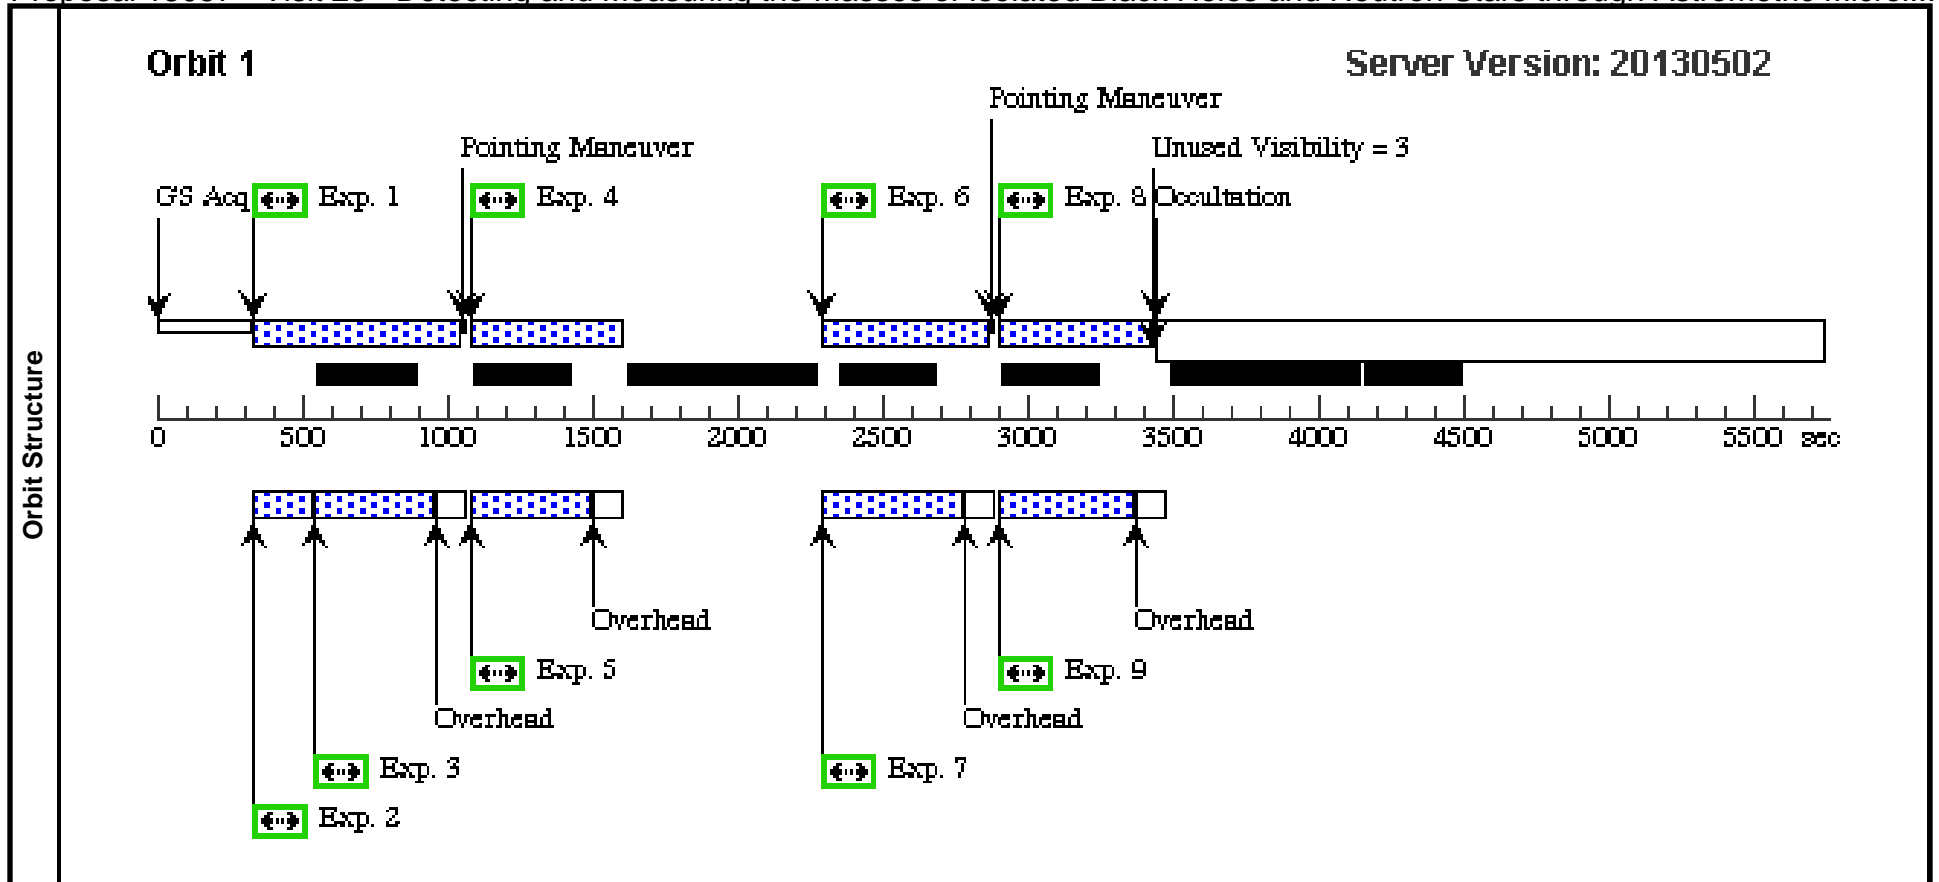 Orbit 1
Server Version: 20130502
Pointing Maneuver
Pointing Maneuver
Unused Visibility = 3
GS Acq
Exp. 1
Exp. 4
Exp. 6
Exp. 8
Occultation
0 500 1000 1500 2000 2500 3000 3500 4000 4500 5000 5500 sec
Orbit Structure
Overhead
Overhead
Exp. 5
Exp. 9
Overhead
Overhead
Exp. 3
Exp. 7
Exp. 2